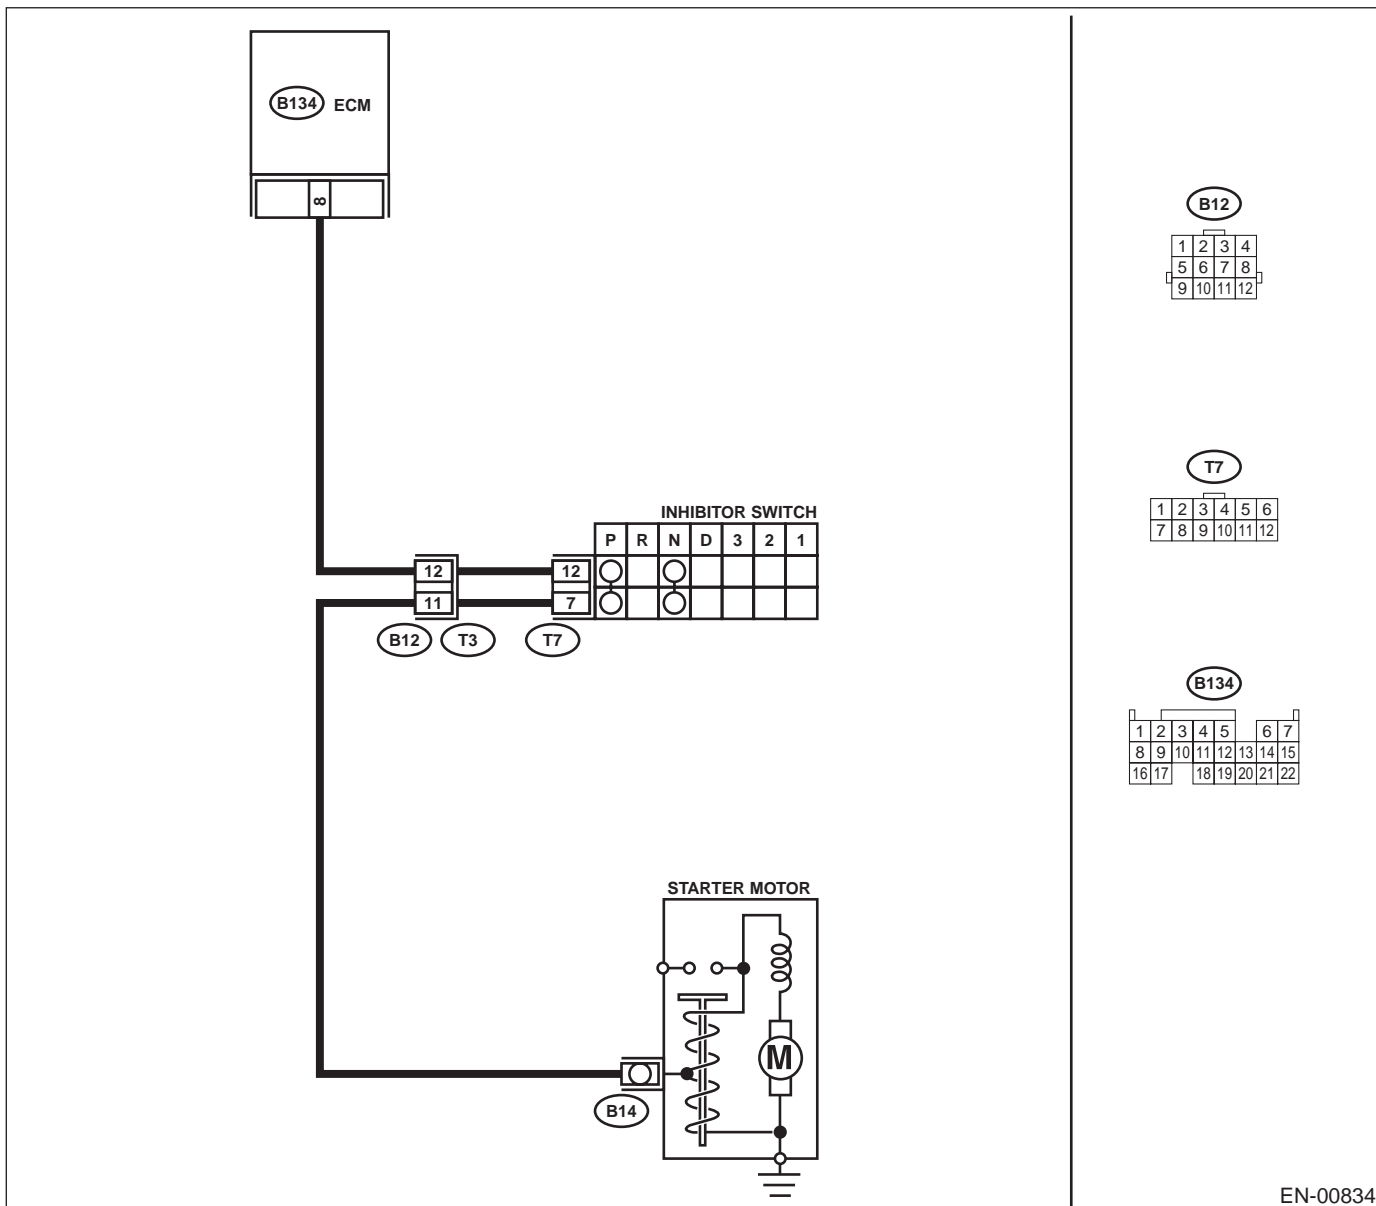 B134 ECM
8
INHIBITOR SWITCH
P R N D 3 2 1
12 12
11 7
B12 T3 T7
STARTER MOTOR
M
B14
B12
1 2 3 4
5 6 7 8
9 10 11 12
T7
1 2 3 4 5 6
7 8 9 10 11 12
B134
1 2 3 4 5 6 7
8 9 10 11 12 13 14 15
16 17 18 19 20 21 22
EN-00834